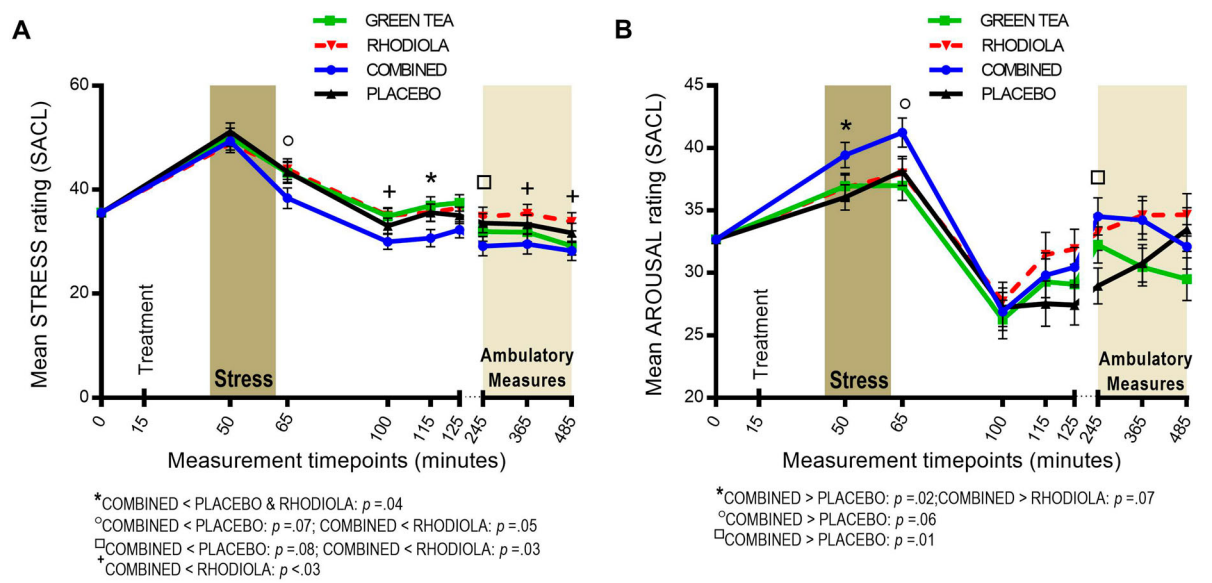 A
GREEN TEA
RHODIOLA
COMBINED
PLACEBO
Mean STRESS rating (SACL)
60
40
20
0
Treatment
Stress
Ambulatory
Measures
0
15
50
65
100
115
125
245
365
485
Measurement timepoints (minutes)
*COMBINED < PLACEBO & RHODIOLA: p =.04
○COMBINED < PLACEBO: p =.07; COMBINED < RHODIOLA: p =.05
□COMBINED < PLACEBO: p =.08; COMBINED < RHODIOLA: p =.03
+COMBINED < RHODIOLA: p <.03
B
GREEN TEA
RHODIOLA
COMBINED
PLACEBO
Mean AROUSAL rating (SACL)
45
40
35
30
25
20
Treatment
Stress
Ambulatory
Measures
0
15
50
65
100
115
125
245
365
485
Measurement timepoints (minutes)
*COMBINED > PLACEBO: p =.02;COMBINED > RHODIOLA: p =.07
○COMBINED > PLACEBO: p =.06
□COMBINED > PLACEBO: p =.01